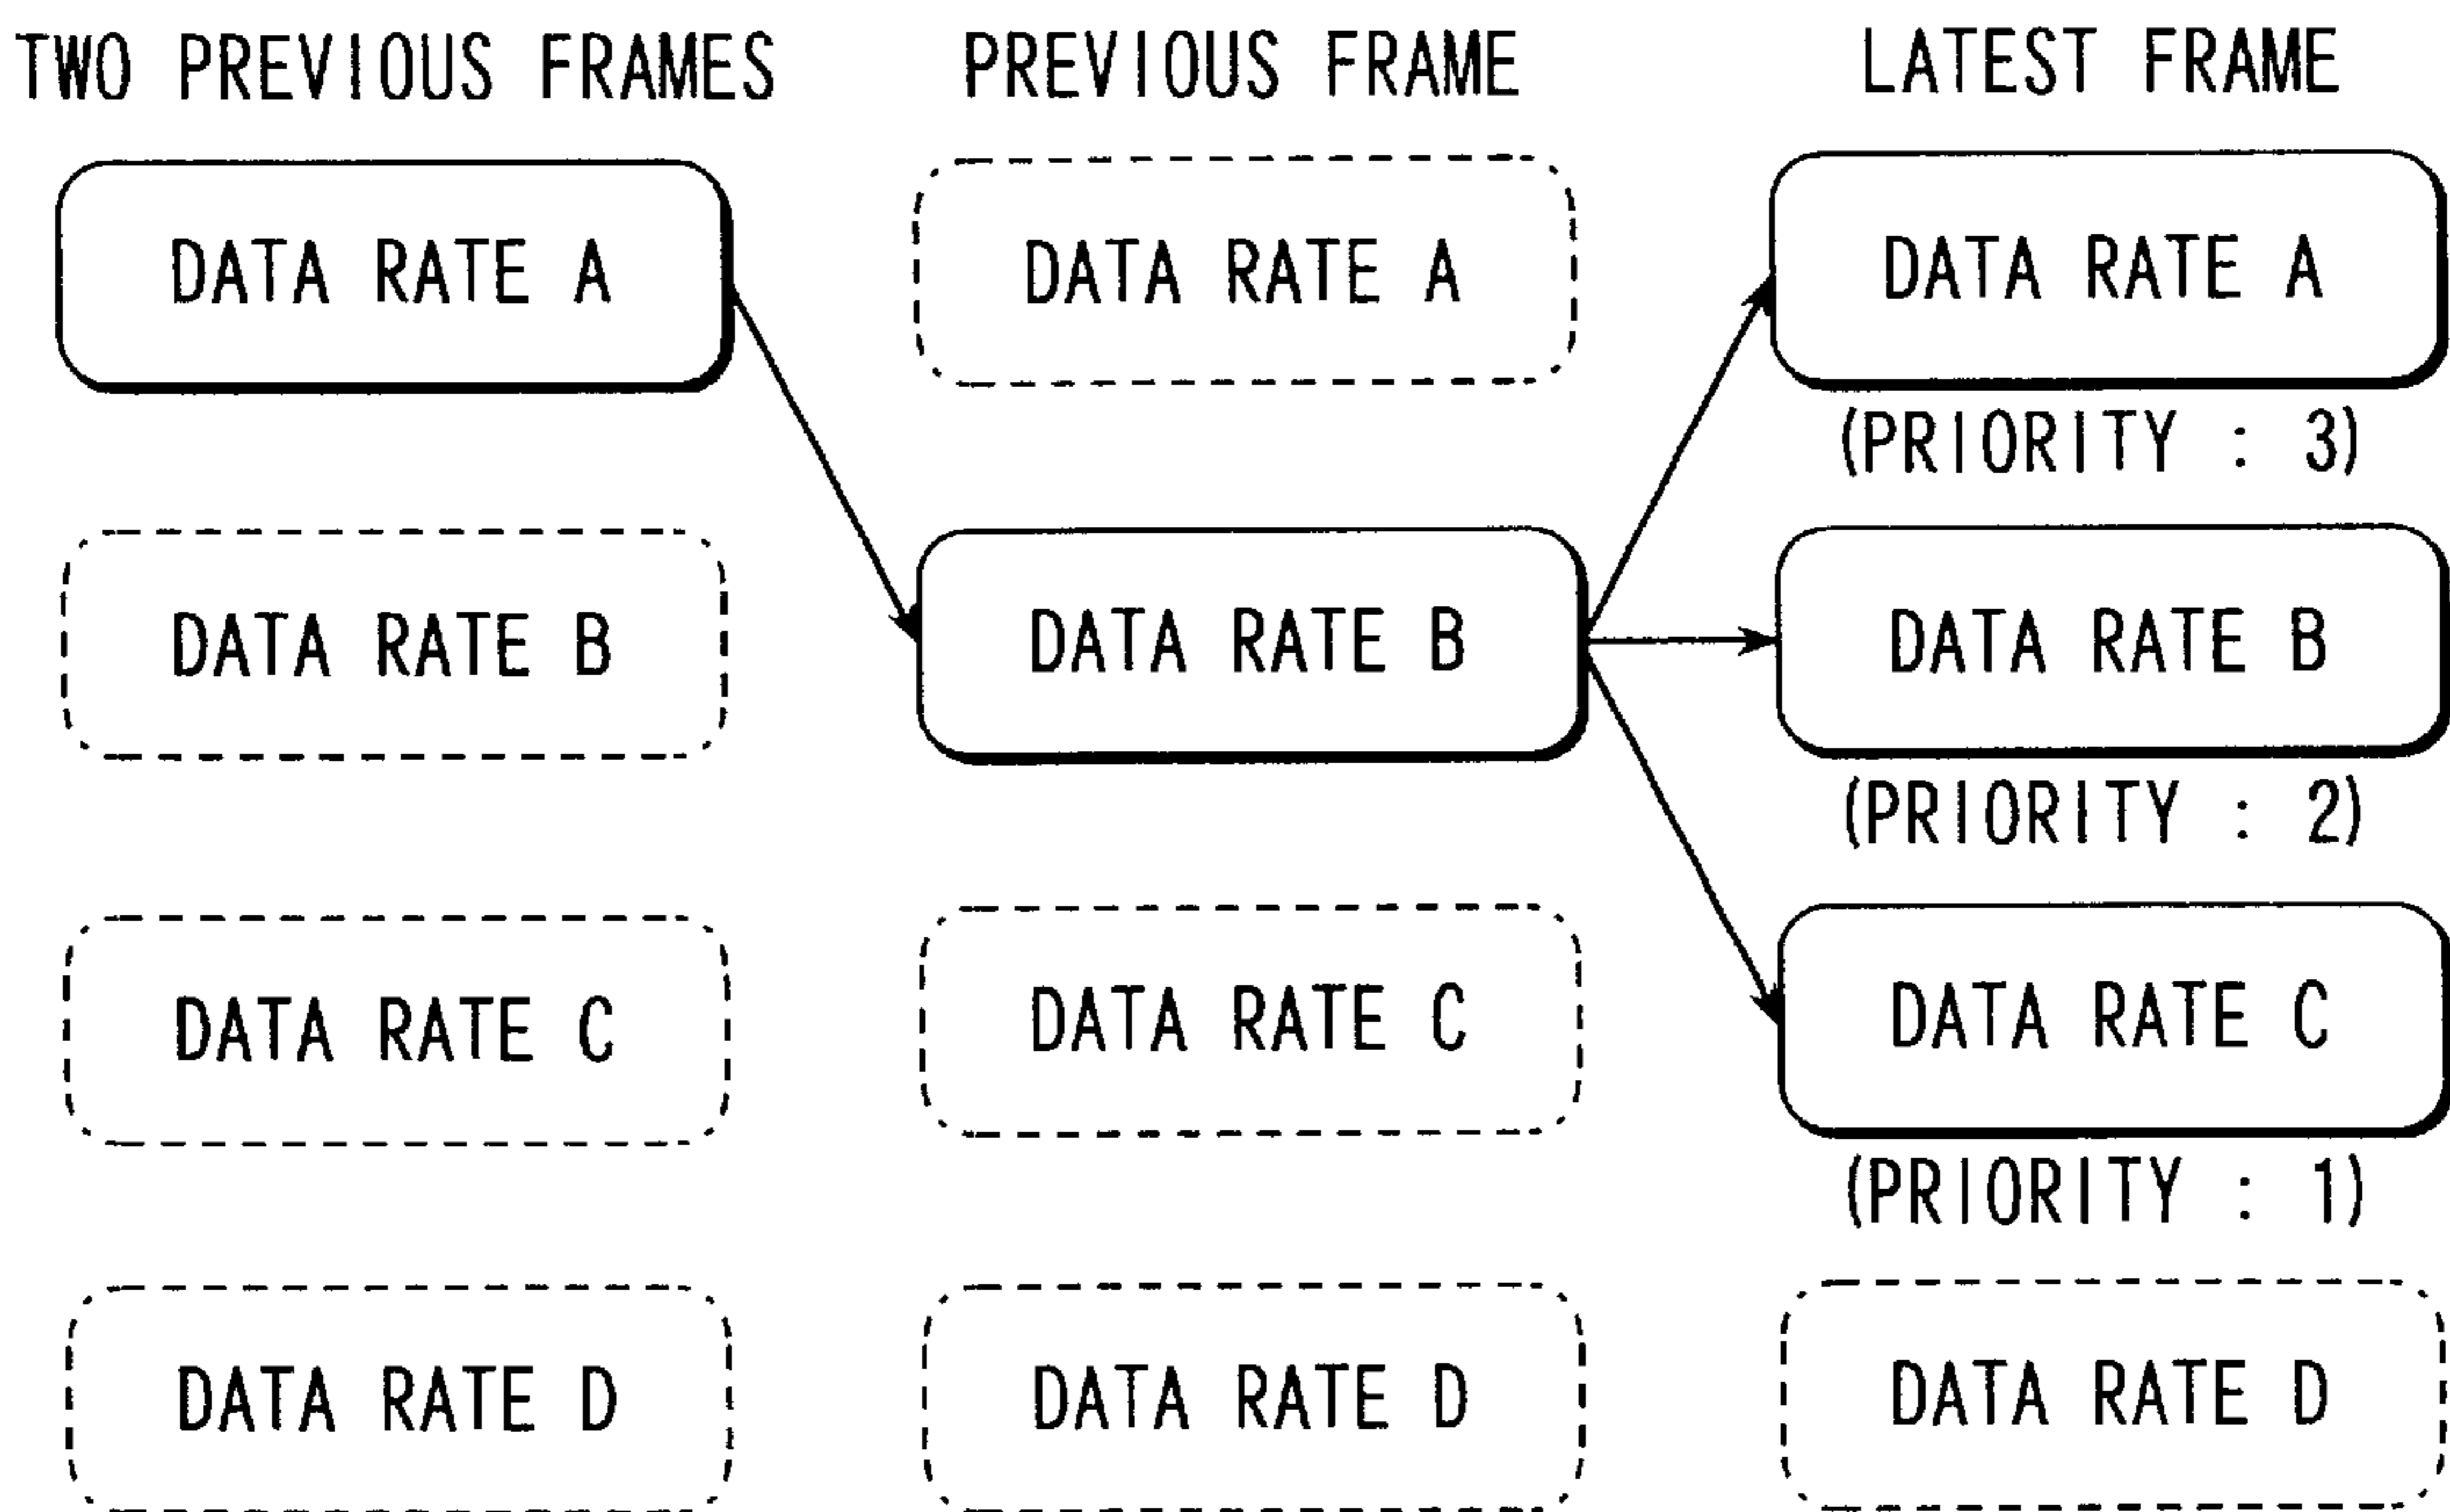 TWO PREVIOUS FRAMES PREVIOUS FRAME LATEST FRAME
DATA RATE A DATA RATE A DATA RATE A
(PRIORITY : 3)
DATA RATE B DATA RATE B DATA RATE B
(PRIORITY : 2)
DATA RATE C DATA RATE C DATA RATE C
(PRIORITY : 1)
DATA RATE D DATA RATE D DATA RATE D